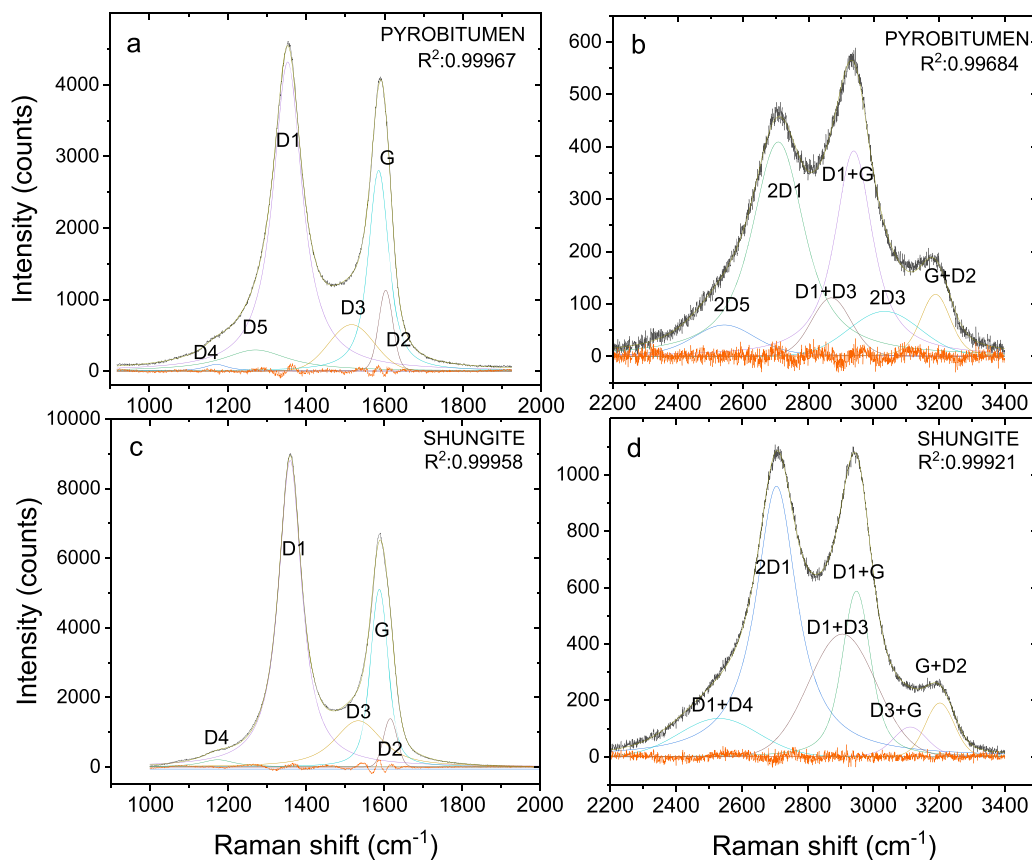 a
PYROBITUMEN
R²:0.99967
D1
G
D3
D5
D4
D2
4000
3000
2000
1000
0
1000 1200 1400 1600 1800 2000
Intensity (counts)
b
PYROBITUMEN
R²:0.99684
2D1
D1+G
D1+D3
2D5
2D3
G+D2
600
500
400
300
200
100
0
2200 2400 2600 2800 3000 3200 3400
c
SHUNGITE
R²:0.99958
D1
G
D3
D4
D2
10000
8000
6000
4000
2000
0
1000 1200 1400 1600 1800 2000
Intensity (counts)
Raman shift (cm⁻¹)
d
SHUNGITE
R²:0.99921
2D1
D1+G
D1+D3
G+D2
D1+D4
D3+G
1000
800
600
400
200
0
2200 2400 2600 2800 3000 3200 3400
Raman shift (cm⁻¹)